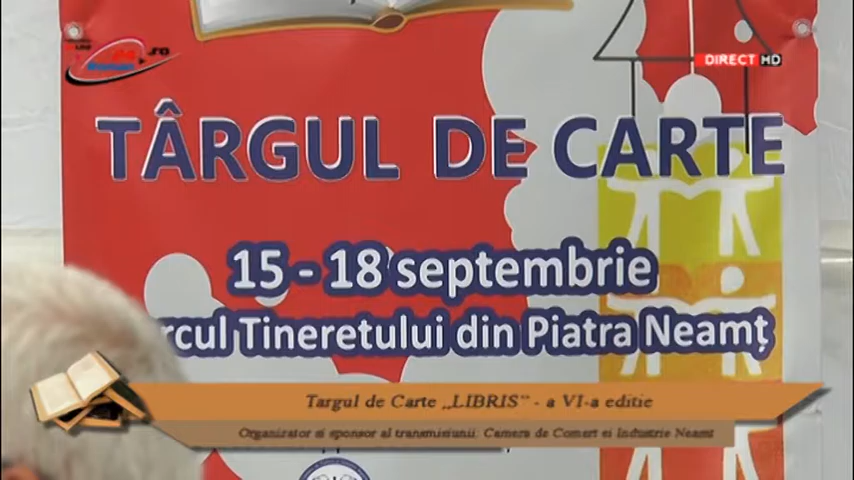 DIRECT HD
TÂRGUL DE CARTE
15 - 18 septembrie
rcul Tineretului din Piatra Neamț
Targul de Carte „LIBRIS” - a VI-a editie
Organizator si sponsor al transmisiunii: Camera de Comert si Industrie Neamt